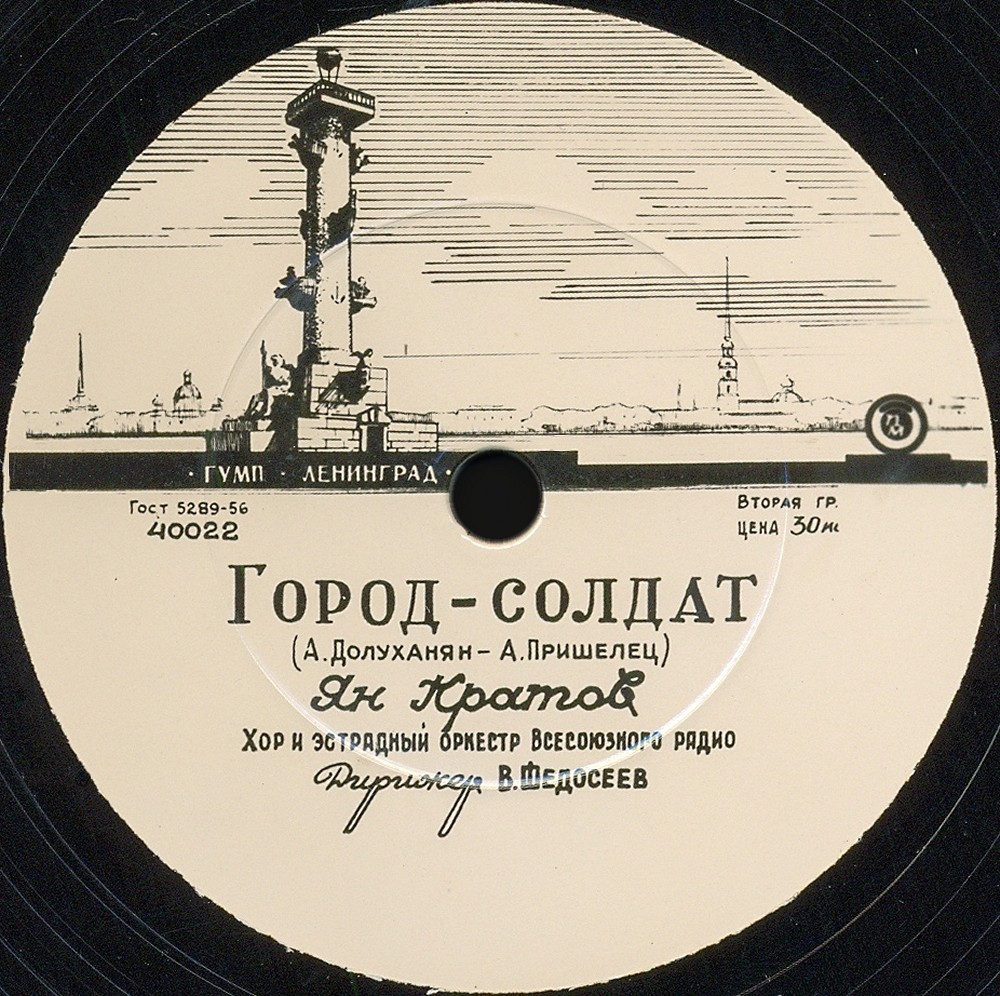 · ГУМП · ЛЕНИНГРАД ·
Гост 5289-56
40022
Вторая гр.
цена 30 к
Город-солдат
(А. Долуханян – А. Пришелец)
Ян Кратов
Хор и эстрадный оркестр Всесоюзного радио
Дирижер В. Федосеев